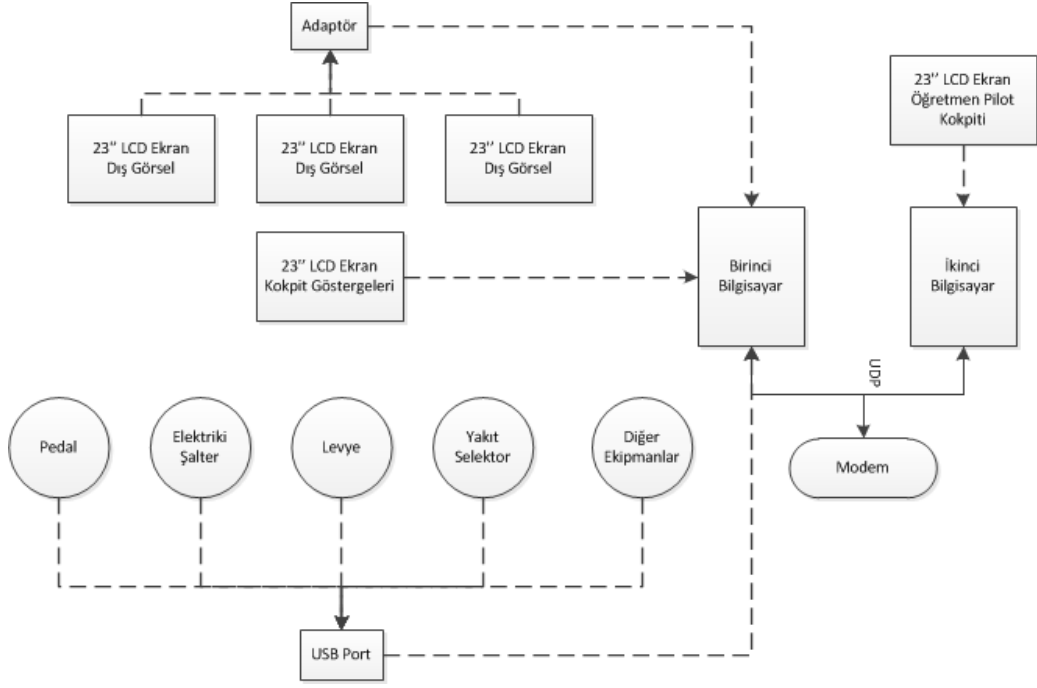 Adaptör
23’’ LCD Ekran
Öğretmen Pilot
Kokpiti
23’’ LCD Ekran
Dış Görsel
23’’ LCD Ekran
Dış Görsel
23’’ LCD Ekran
Dış Görsel
23’’ LCD Ekran
Kokpit Göstergeleri
Birinci
Bilgisayar
İkinci
Bilgisayar
UDP
Pedal
Elektriki
Şalter
Levye
Yakıt
Selektor
Diğer
Ekipmanlar
Modem
USB Port